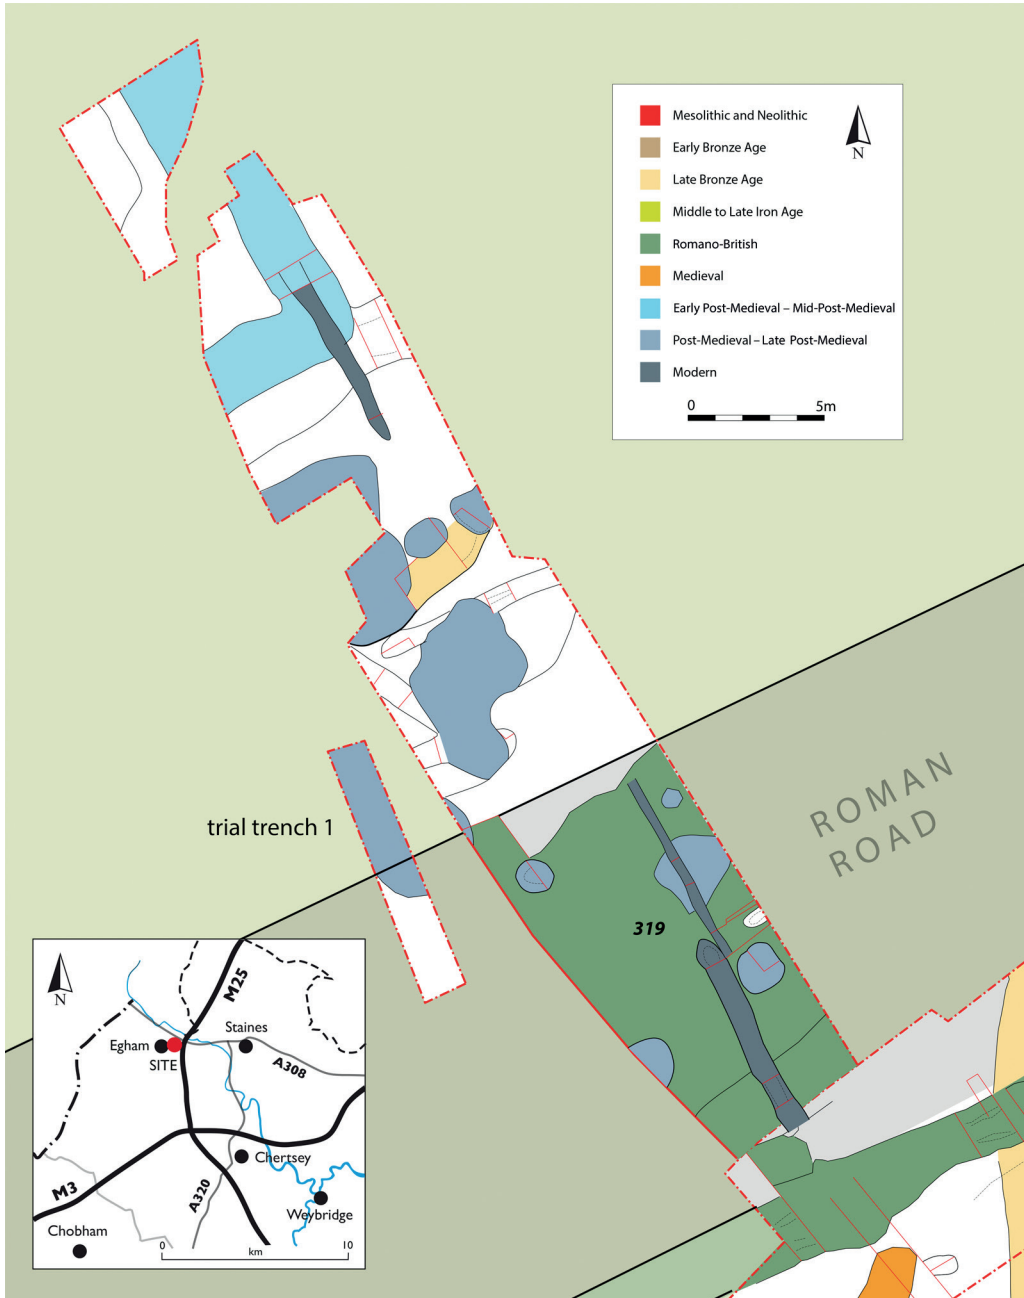 Mesolithic and Neolithic
Early Bronze Age
Late Bronze Age
Middle to Late Iron Age
Romano-British
Medieval
Early Post-Medieval – Mid-Post-Medieval
Post-Medieval – Late Post-Medieval
Modern
N
0 5m
ROMAN
ROAD
trial trench 1
319
N
M25
Egham
SITE
Staines
A308
Chertsey
M3
A320
Weybridge
Chobham
0 10
km